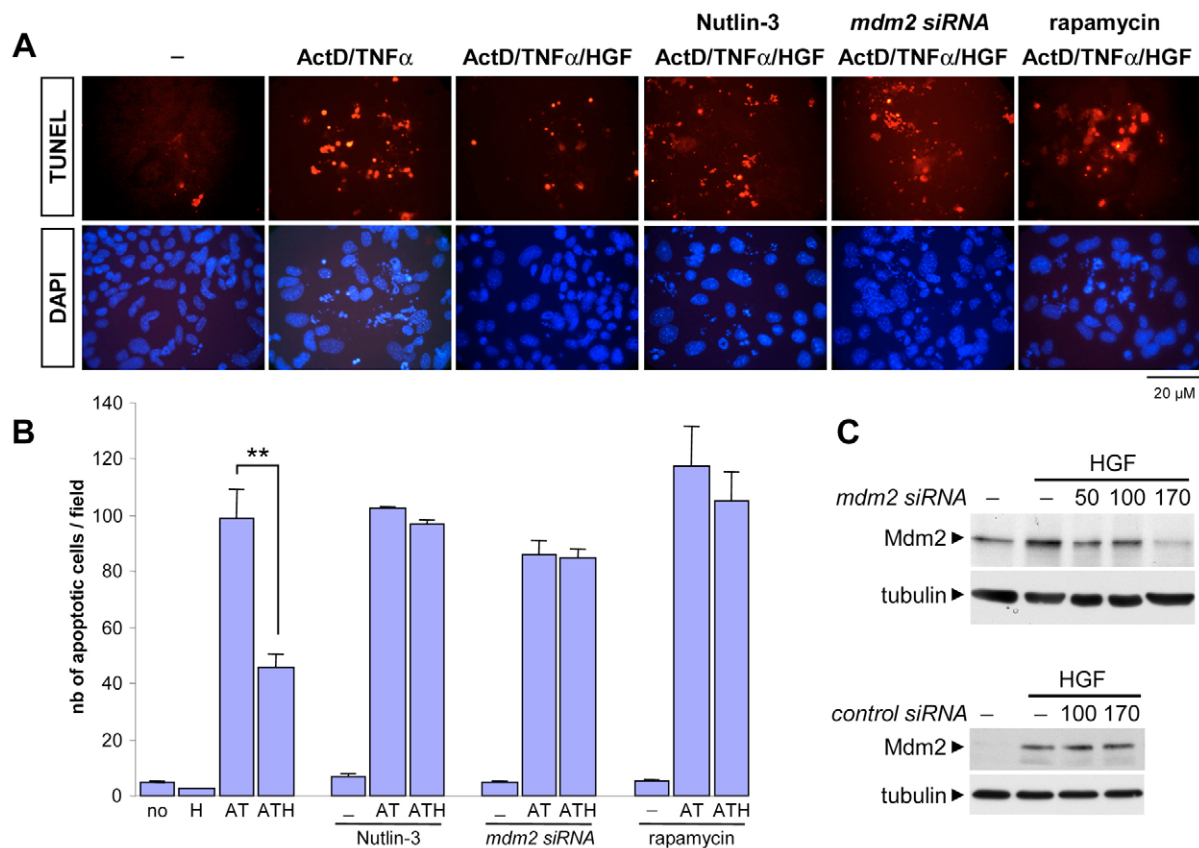 A
Nutlin-3 mdm2 siRNA rapamycin
– ActD/TNFα ActD/TNFα/HGF ActD/TNFα/HGF ActD/TNFα/HGF ActD/TNFα/HGF
TUNEL
DAPI
20 µM
B
nb of apoptotic cells / field
140
120
100
80
60
40
20
0
**
no H AT ATH – AT ATH – AT ATH – AT ATH
Nutlin-3 mdm2 siRNA rapamycin
C
HGF
mdm2 siRNA – – 50 100 170
Mdm2
tubulin
HGF
control siRNA – – 100 170
Mdm2
tubulin